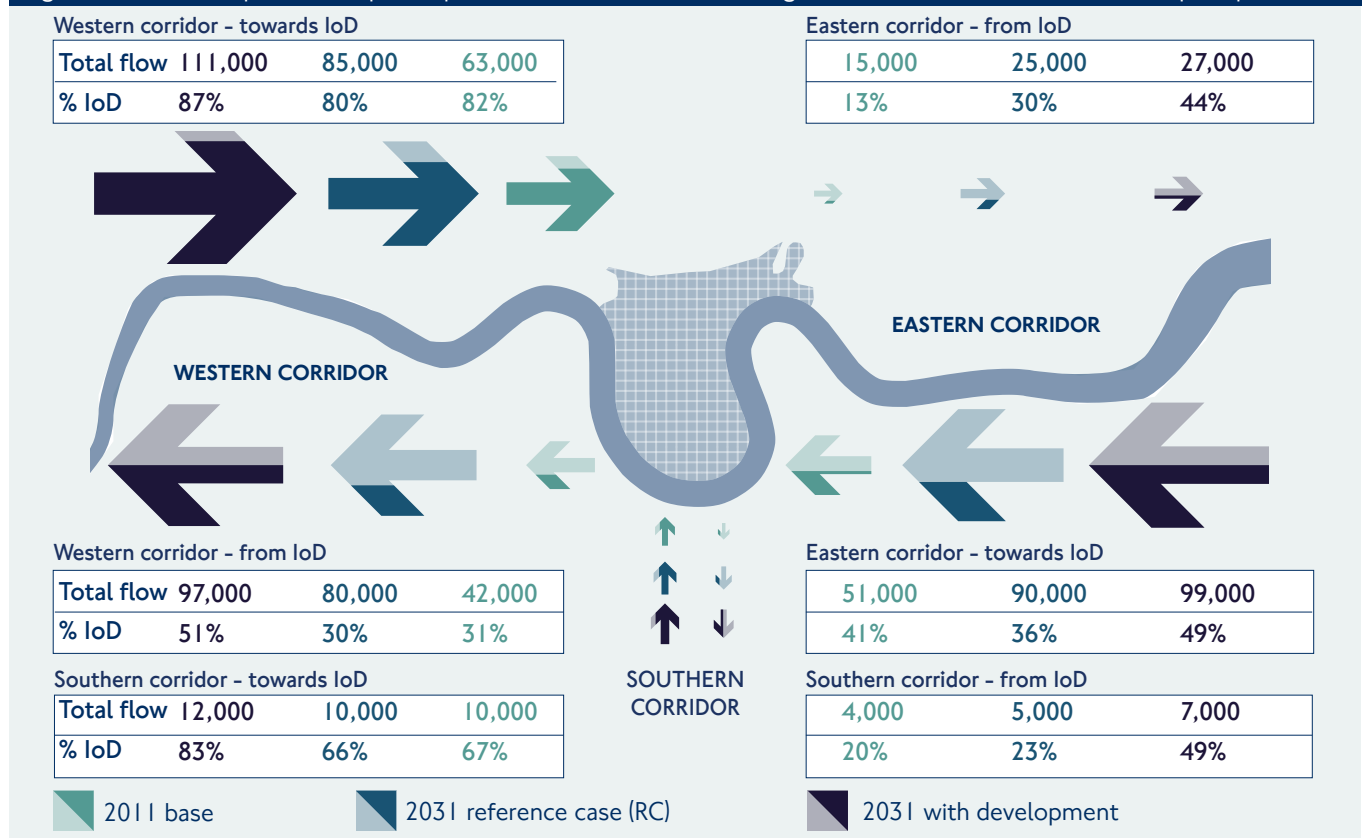 Western corridor - towards IoD
Total flow 111,000 85,000 63,000
% IoD 87% 80% 82%
Eastern corridor - from IoD
15,000 25,000 27,000
13% 30% 44%
WESTERN CORRIDOR
EASTERN CORRIDOR
Western corridor - from IoD
Total flow 97,000 80,000 42,000
% IoD 51% 30% 31%
Eastern corridor - towards IoD
51,000 90,000 99,000
41% 36% 49%
Southern corridor - towards IoD
Total flow 12,000 10,000 10,000
% IoD 83% 66% 67%
SOUTHERN
CORRIDOR
Southern corridor - from IoD
4,000 5,000 7,000
20% 23% 49%
2011 base
2031 reference case (RC)
2031 with development